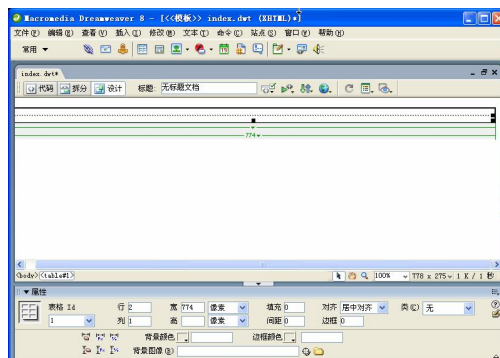 Macromedia Dreamweaver 8 - [<<模板>> index.dwt (XHTML)*]
文件(F) 编辑(E) 查看(V) 插入(I) 修改(M) 文本(T) 命令(C) 站点(S) 窗口(W) 帮助(H)
常用
index.dwt*
代码 拆分 设计 标题: 无标题文档
774
<body><table#1> 100% 778 x 275 1 K / 1 秒
属性
表格 Id 行 2 宽 774 像素 填充 0 对齐 居中对齐 类(C) 无
1 列 1 高 像素 间距 0 边框 0
背景颜色 边框颜色
背景图像(B)